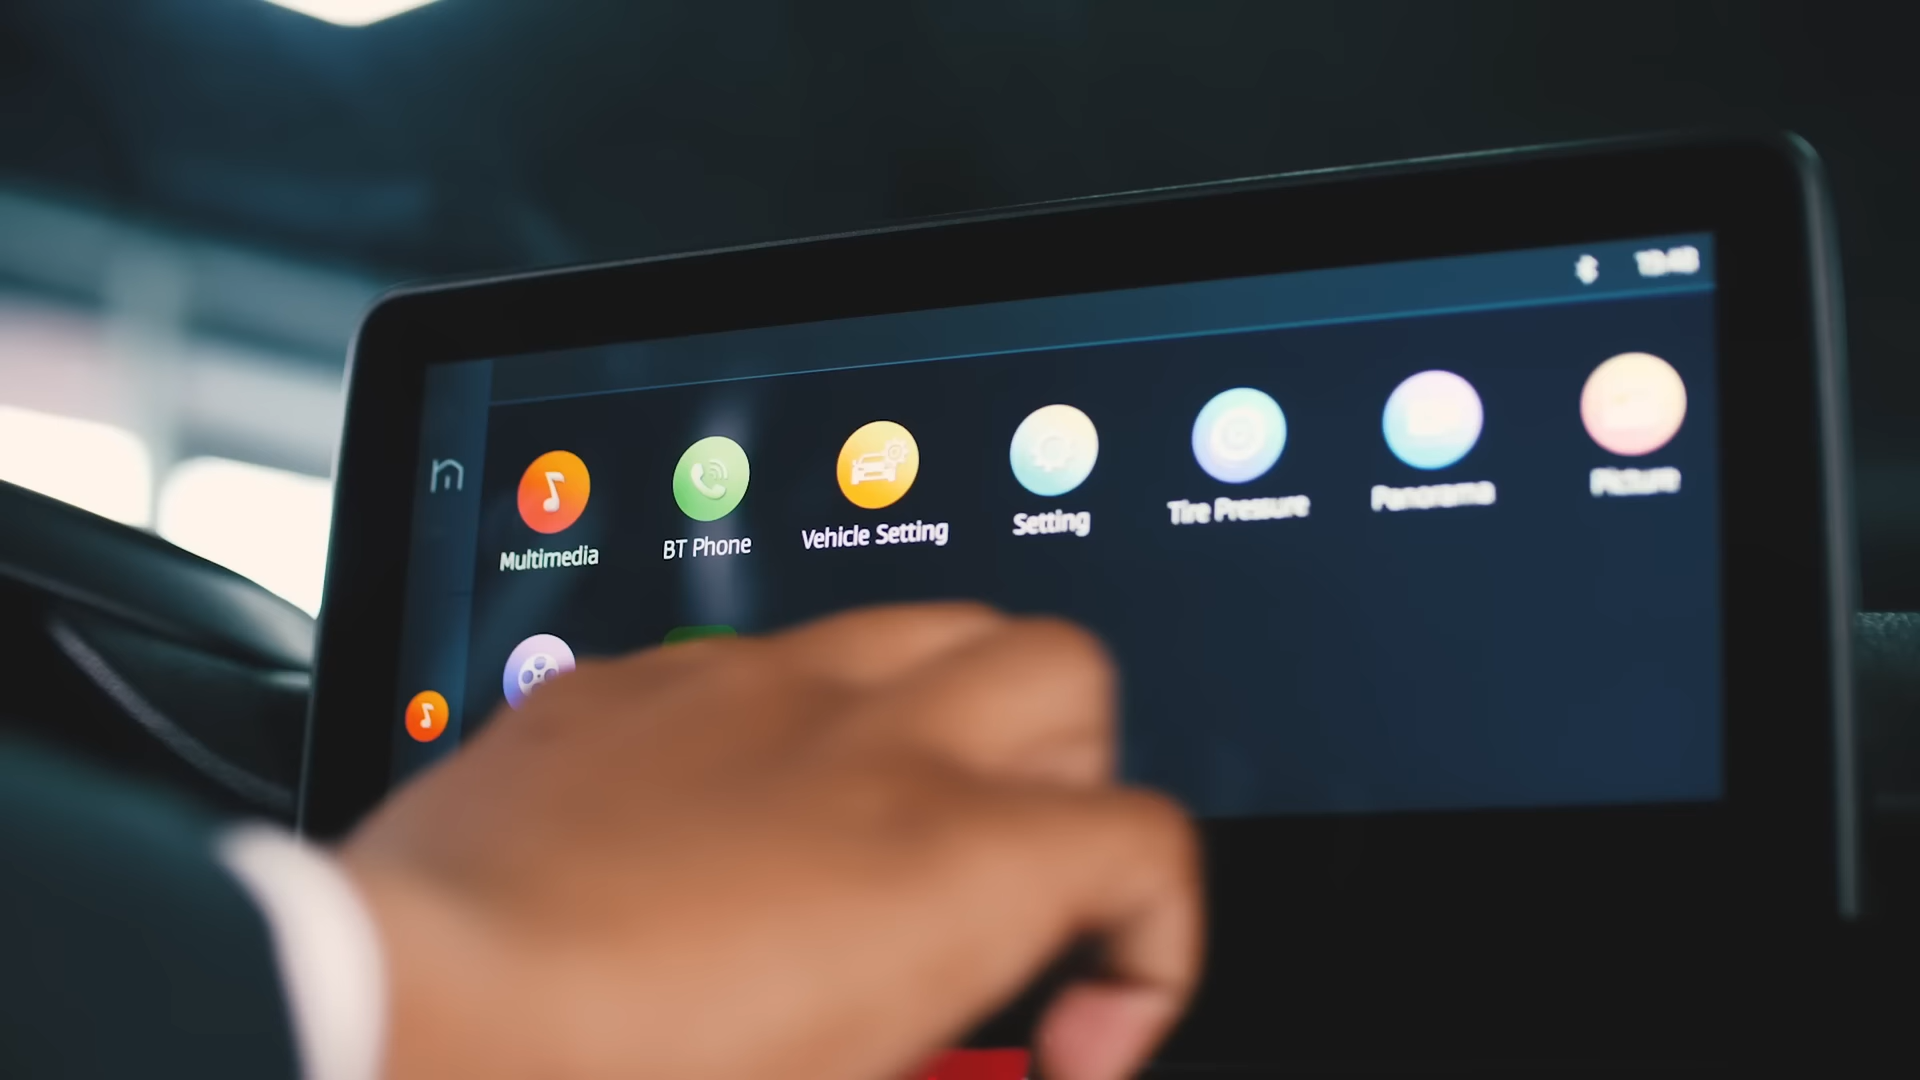 Multimedia
BT Phone
Vehicle Setting
Setting
Tire Pressure
Panorama
Picture